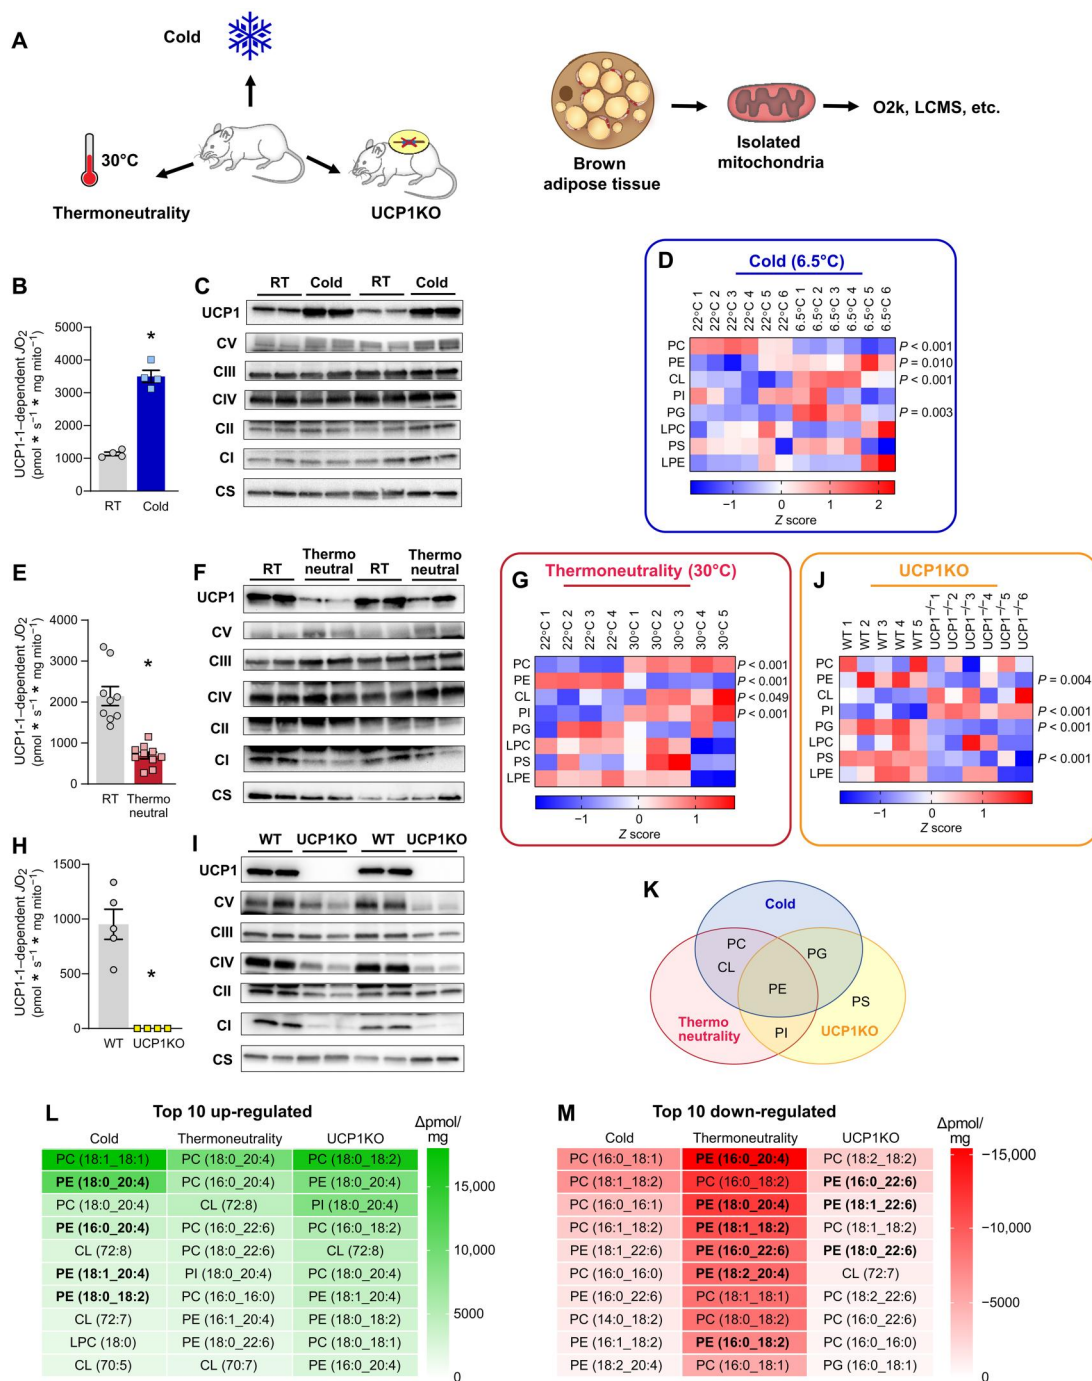 A
Cold
30°C
Thermoneutrality
UCP1KO
Brown
adipose tissue
Isolated
mitochondria
O2k, LCMS, etc.
B
UCP1-1–dependent JO2
(pmol * s−1 * mg mito−1)
5000
4000
3000
2000
1000
0
*
RT
Cold
C
RT Cold RT Cold
UCP1
CV
CIII
CIV
CII
CI
CS
D
Cold (6.5°C)
22°C 1
22°C 2
22°C 3
22°C 4
22°C 5
22°C 6
6.5°C 1
6.5°C 2
6.5°C 3
6.5°C 4
6.5°C 5
6.5°C 6
PC P < 0.001
PE P = 0.010
CL P < 0.001
PI
PG P = 0.003
LPC
PS
LPE
−1 0 1 2
Z score
E
UCP1-1–dependent JO2
(pmol * s−1 * mg mito−1)
4000
3000
2000
1000
0
*
RT Thermo
neutral
F
RT Thermo
neutral RT Thermo
neutral
UCP1
CV
CIII
CIV
CII
CI
CS
G
Thermoneutrality (30°C)
22°C 1
22°C 2
22°C 3
22°C 4
30°C 1
30°C 2
30°C 3
30°C 4
30°C 5
PC P < 0.001
PE P < 0.001
CL P < 0.049
PI P < 0.001
PG
LPC
PS
LPE
−1 0 1
Z score
J
UCP1KO
WT 1
WT 2
WT 3
WT 4
WT 5
UCP1−/−1
UCP1−/−2
UCP1−/−3
UCP1−/−4
UCP1−/−5
UCP1−/−6
PC
PE P = 0.004
CL
PI P < 0.001
PG P < 0.001
LPC
PS P < 0.001
LPE
−1 0 1
Z score
H
UCP1-1–dependent JO2
(pmol * s−1 * mg mito−1)
1500
1000
500
0
*
WT UCP1KO
I
WT UCP1KO WT UCP1KO
UCP1
CV
CIII
CIV
CII
CI
CS
K
Cold
PC
CL
PG
PE
PS
Thermo
neutrality
PI
UCP1KO
L
Top 10 up-regulated
Δpmol/
mg
Cold Thermoneutrality UCP1KO
PC (18:1_18:1) PC (18:0_20:4) PC (18:0_18:2)
PE (18:0_20:4) PC (16:0_20:4) PE (18:0_20:4)
PC (18:0_20:4) CL (72:8) PI (18:0_20:4)
PE (16:0_20:4) PC (16:0_22:6) PC (16:0_18:2)
CL (72:8) PC (18:0_22:6) CL (72:8)
PE (18:1_20:4) PI (18:0_20:4) PC (18:0_20:4)
PE (18:0_18:2) PC (16:0_16:0) PE (18:1_20:4)
CL (72:7) PE (16:1_20:4) PE (18:0_18:2)
LPC (18:0) PE (18:0_22:6) PC (18:0_18:1)
CL (70:5) CL (70:7) PE (16:0_20:4)
15,000
10,000
5000
0
M
Top 10 down-regulated
Δpmol/
mg
Cold Thermoneutrality UCP1KO
PC (16:0_18:1) PE (16:0_20:4) PC (18:2_18:2)
PC (18:1_18:2) PC (16:0_18:2) PE (16:0_22:6)
PC (16:0_16:1) PE (18:0_20:4) PE (18:1_22:6)
PC (16:1_18:2) PE (18:1_18:2) PC (18:1_18:2)
PE (18:1_22:6) PE (16:0_22:6) PE (18:0_22:6)
PC (16:0_16:0) PE (18:2_20:4) CL (72:7)
PE (16:0_22:6) PC (18:1_18:1) PC (18:2_22:6)
PC (14:0_18:2) PC (18:0_18:2) PC (16:0_22:6)
PE (16:1_18:2) PE (16:0_18:2) PC (16:0_16:0)
PE (18:2_20:4) PC (16:0_18:1) PG (16:0_18:1)
−15,000
−10,000
−5000
0